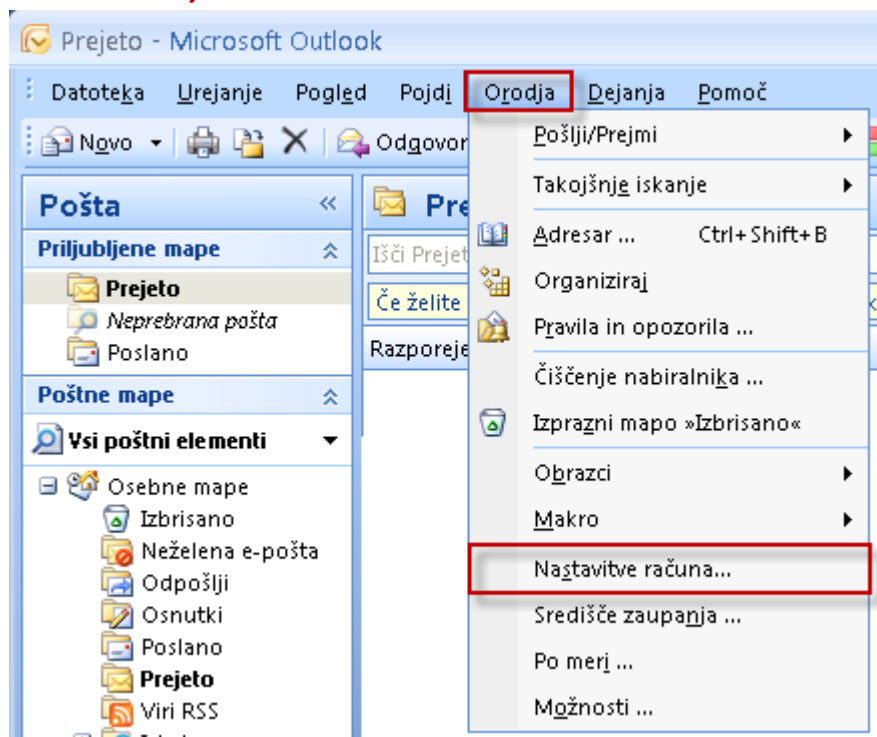 Prejeto - Microsoft Outlook
Datoteka Urejanje Pogled Pojdi Orodja Dejanja Pomoč
Novo Odgovor
Pošta
Priljubljene mape
Prejeto
Neprebrana pošta
Poslano
Poštne mape
Vsi poštni elementi
Osebne mape
Izbrisano
Neželena e-pošta
Odpošlji
Osnutki
Poslano
Prejeto
Viri RSS
Pre
Išči Prejet
Če želite
Razporeje
Pošlji/Prejmi
Takojšnje iskanje
Adresar ... Ctrl+Shift+B
Organiziraj
Pravila in opozorila ...
Čiščenje nabiralnika ...
Izprazni mapo »Izbrisano«
Obrazci
Makro
Nastavitve računa...
Središče zaupanja ...
Po meri ...
Možnosti ...